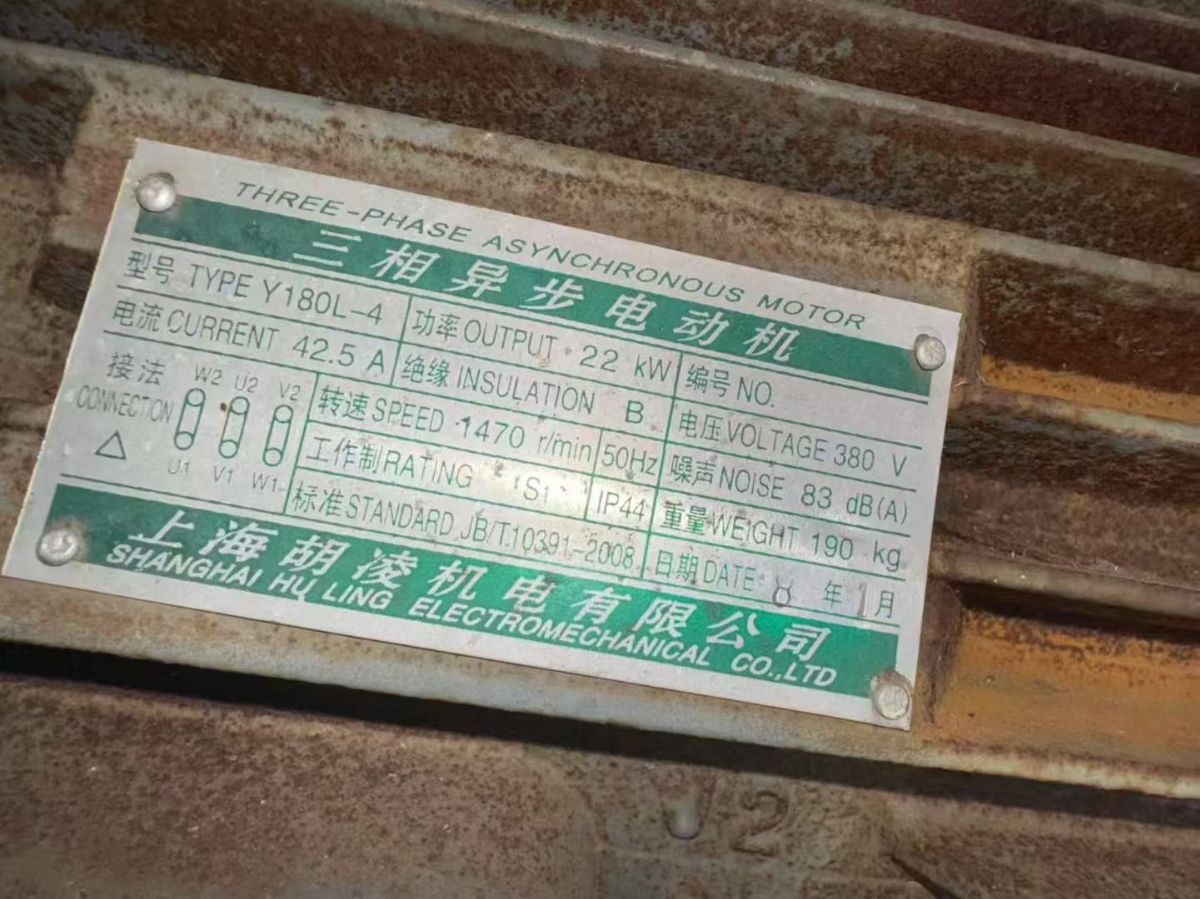 THREE-PHASE ASYNCHRONOUS MOTOR
三相异步电动机
型号 TYPE Y180L-4 功率 OUTPUT 22 kW 编号 NO.
电流 CURRENT 42.5 A 绝缘 INSULATION B 电压 VOLTAGE 380 V
接法 CONNECTION △
W2 U2 V2
U1 V1 W1
转速 SPEED 1470 r/min 50Hz 噪声 NOISE 83 dB(A)
工作制 RATING S1 IP44 重量 WEIGHT 190 kg
标准 STANDARD JB/T.10391-2008 日期 DATE 8 年 1 月
上海胡凌机电有限公司
SHANGHAI HU LING ELECTROMECHANICAL CO.,LTD
2